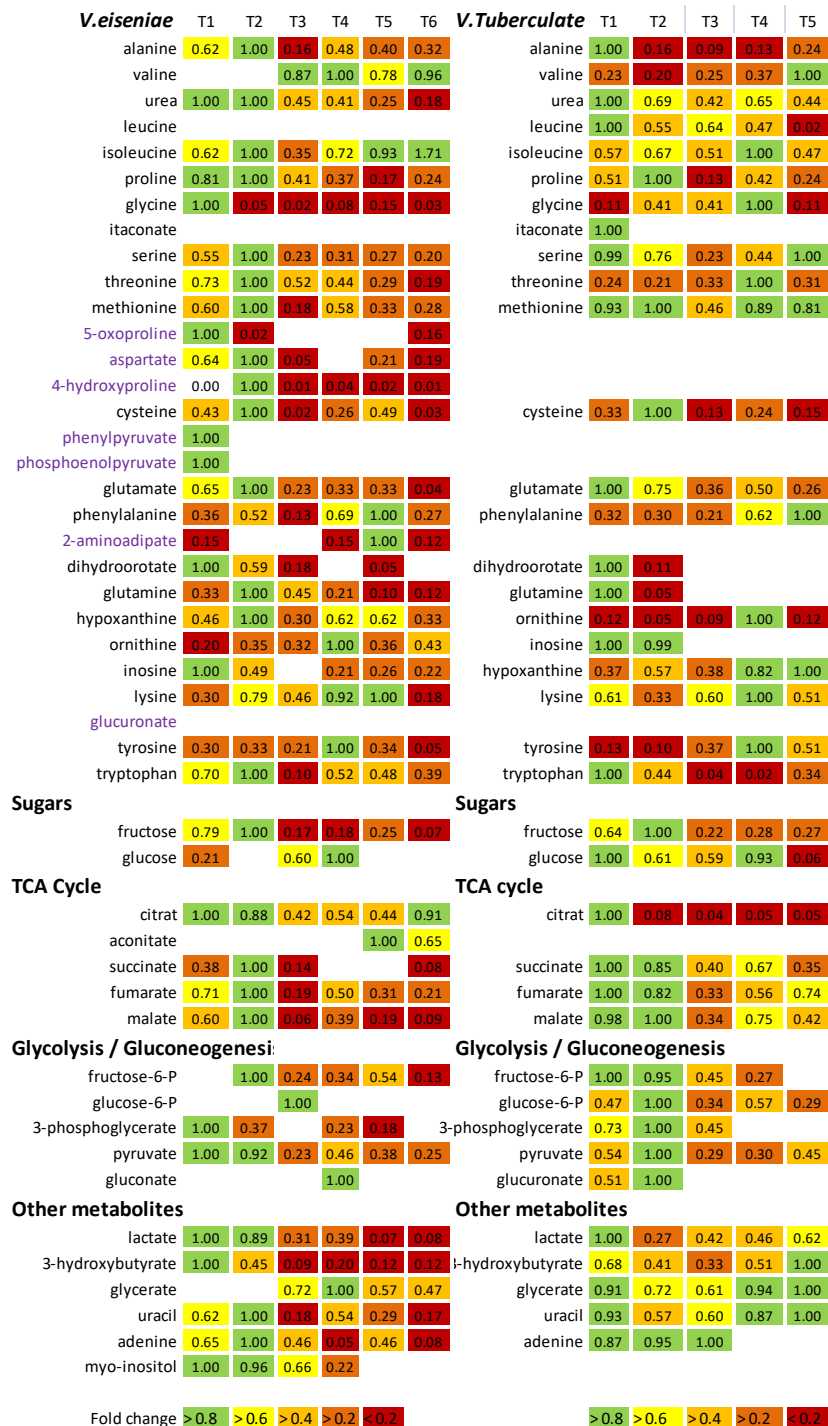 V.eiseniae T1 T2 T3 T4 T5 T6 V.Tuberculate T1 T2 T3 T4 T5
alanine 0.62 1.00 0.16 0.48 0.40 0.32 alanine 1.00 0.16 0.09 0.13 0.24
valine 0.87 1.00 0.78 0.96 valine 0.23 0.20 0.25 0.37 1.00
urea 1.00 1.00 0.45 0.41 0.25 0.18 urea 1.00 0.69 0.42 0.65 0.44
leucine leucine 1.00 0.55 0.64 0.47 0.02
isoleucine 0.62 1.00 0.35 0.72 0.93 1.71 isoleucine 0.57 0.67 0.51 1.00 0.47
proline 0.81 1.00 0.41 0.37 0.17 0.24 proline 0.51 1.00 0.13 0.42 0.24
glycine 1.00 0.05 0.02 0.08 0.15 0.03 glycine 0.11 0.41 0.41 1.00 0.11
itaconate itaconate 1.00
serine 0.55 1.00 0.23 0.31 0.27 0.20 serine 0.99 0.76 0.23 0.44 1.00
threonine 0.73 1.00 0.52 0.44 0.29 0.19 threonine 0.24 0.21 0.33 1.00 0.31
methionine 0.60 1.00 0.18 0.58 0.33 0.28 methionine 0.93 1.00 0.46 0.89 0.81
5-oxoproline 1.00 0.02 0.16
aspartate 0.64 1.00 0.05 0.21 0.19
4-hydroxyproline 0.00 1.00 0.01 0.04 0.02 0.01
cysteine 0.43 1.00 0.02 0.26 0.49 0.03 cysteine 0.33 1.00 0.13 0.24 0.15
phenylpyruvate 1.00
phosphoenolpyruvate 1.00
glutamate 0.65 1.00 0.23 0.33 0.33 0.04 glutamate 1.00 0.75 0.36 0.50 0.26
phenylalanine 0.36 0.52 0.13 0.69 1.00 0.27 phenylalanine 0.32 0.30 0.21 0.62 1.00
2-aminoadipate 0.15 0.15 1.00 0.12
dihydroorotate 1.00 0.59 0.18 0.05 dihydroorotate 1.00 0.11
glutamine 0.33 1.00 0.45 0.21 0.10 0.12 glutamine 1.00 0.05
hypoxanthine 0.46 1.00 0.30 0.62 0.62 0.33 ornithine 0.12 0.05 0.09 1.00 0.12
ornithine 0.20 0.35 0.32 1.00 0.36 0.43 inosine 1.00 0.99
inosine 1.00 0.49 0.21 0.26 0.22 hypoxanthine 0.37 0.57 0.38 0.82 1.00
lysine 0.30 0.79 0.46 0.92 1.00 0.18 lysine 0.61 0.33 0.60 1.00 0.51
glucuronate
tyrosine 0.30 0.33 0.21 1.00 0.34 0.05 tyrosine 0.13 0.10 0.37 1.00 0.51
tryptophan 0.70 1.00 0.10 0.52 0.48 0.39 tryptophan 1.00 0.44 0.04 0.02 0.34
Sugars Sugars
fructose 0.79 1.00 0.17 0.18 0.25 0.07 fructose 0.64 1.00 0.22 0.28 0.27
glucose 0.21 0.60 1.00 glucose 1.00 0.61 0.59 0.93 0.06
TCA Cycle TCA cycle
citrat 1.00 0.88 0.42 0.54 0.44 0.91 citrat 1.00 0.08 0.04 0.05 0.05
aconitate 1.00 0.65
succinate 0.38 1.00 0.14 0.08 succinate 1.00 0.85 0.40 0.67 0.35
fumarate 0.71 1.00 0.19 0.50 0.31 0.21 fumarate 1.00 0.82 0.33 0.56 0.74
malate 0.60 1.00 0.06 0.39 0.19 0.09 malate 0.98 1.00 0.34 0.75 0.42
Glycolysis / Gluconeogenesi Glycolysis / Gluconeogenesis
fructose-6-P 1.00 0.24 0.34 0.54 0.13 fructose-6-P 1.00 0.95 0.45 0.27
glucose-6-P 1.00 glucose-6-P 0.47 1.00 0.34 0.57 0.29
3-phosphoglycerate 1.00 0.37 0.23 0.18 3-phosphoglycerate 0.73 1.00 0.45
pyruvate 1.00 0.92 0.23 0.46 0.38 0.25 pyruvate 0.54 1.00 0.29 0.30 0.45
gluconate 1.00 glucuronate 0.51 1.00
Other metabolites Other metabolites
lactate 1.00 0.89 0.31 0.39 0.07 0.08 lactate 1.00 0.27 0.42 0.46 0.62
3-hydroxybutyrate 1.00 0.45 0.09 0.20 0.12 0.12 3-hydroxybutyrate 0.68 0.41 0.33 0.51 1.00
glycerate 0.72 1.00 0.57 0.47 glycerate 0.91 0.72 0.61 0.94 1.00
uracil 0.62 1.00 0.18 0.54 0.29 0.17 uracil 0.93 0.57 0.60 0.87 1.00
adenine 0.65 1.00 0.46 0.05 0.46 0.08 adenine 0.87 0.95 1.00
myo-inositol 1.00 0.96 0.66 0.22
Fold change >0.8 >0.6 >0.4 >0.2 <0.2 >0.8 >0.6 >0.4 >0.2 <0.2